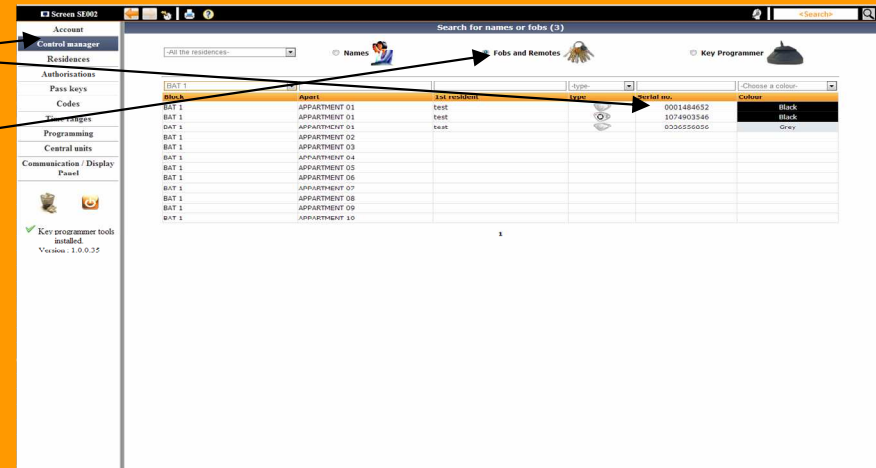 Screen SE002
<Search>
Account
Control manager
Residences
Authorisations
Pass keys
Codes
Time ranges
Programming
Central units
Communication / Display
Panel
Key programmer tools
installed.
Version : 1.0.0.35
Search for names or fobs (3)
-All the residences- Names Fobs and Remotes Key Programmer
BAT 1 -type- -Choose a colour-
Block Apart 1st resident Type Serial no. Colour
BAT 1 APPARTMENT 01 test 0001484652 Black
BAT 1 APPARTMENT 01 test 1074903546 Black
BAT 1 APPARTMENT 01 test Grey
BAT 1 APPARTMENT 02
BAT 1 APPARTMENT 03
BAT 1 APPARTMENT 04
BAT 1 APPARTMENT 05
BAT 1 APPARTMENT 06
BAT 1 APPARTMENT 07
BAT 1 APPARTMENT 08
BAT 1 APPARTMENT 09
BAT 1 APPARTMENT 10
1